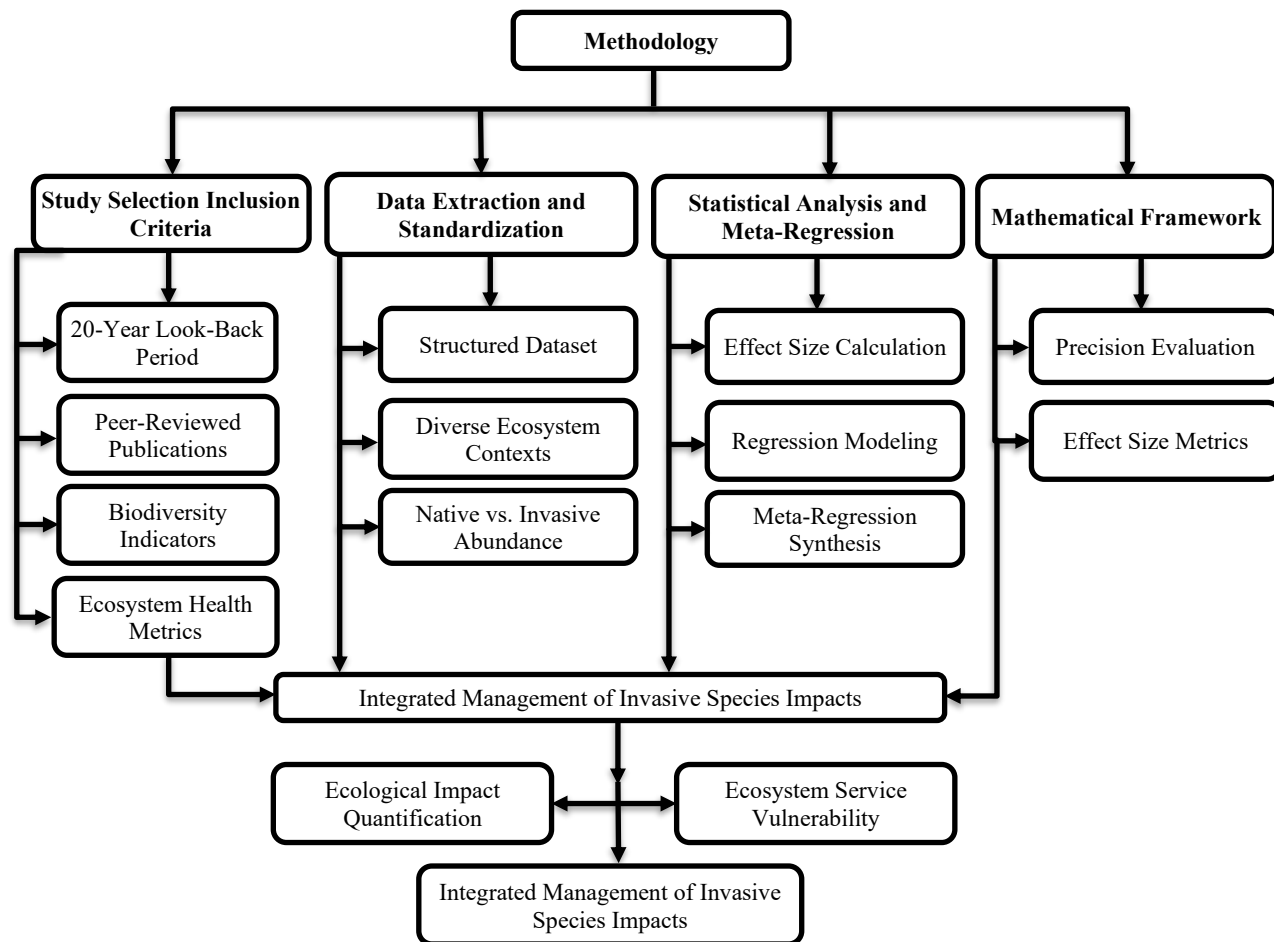 Methodology
Study Selection Inclusion
Criteria
20-Year Look-Back
Period
Peer-Reviewed
Publications
Biodiversity
Indicators
Ecosystem Health
Metrics
Data Extraction and
Standardization
Structured Dataset
Diverse Ecosystem
Contexts
Native vs. Invasive
Abundance
Statistical Analysis and
Meta-Regression
Effect Size Calculation
Regression Modeling
Meta-Regression
Synthesis
Mathematical Framework
Precision Evaluation
Effect Size Metrics
Integrated Management of Invasive Species Impacts
Ecological Impact
Quantification
Ecosystem Service
Vulnerability
Integrated Management of Invasive
Species Impacts